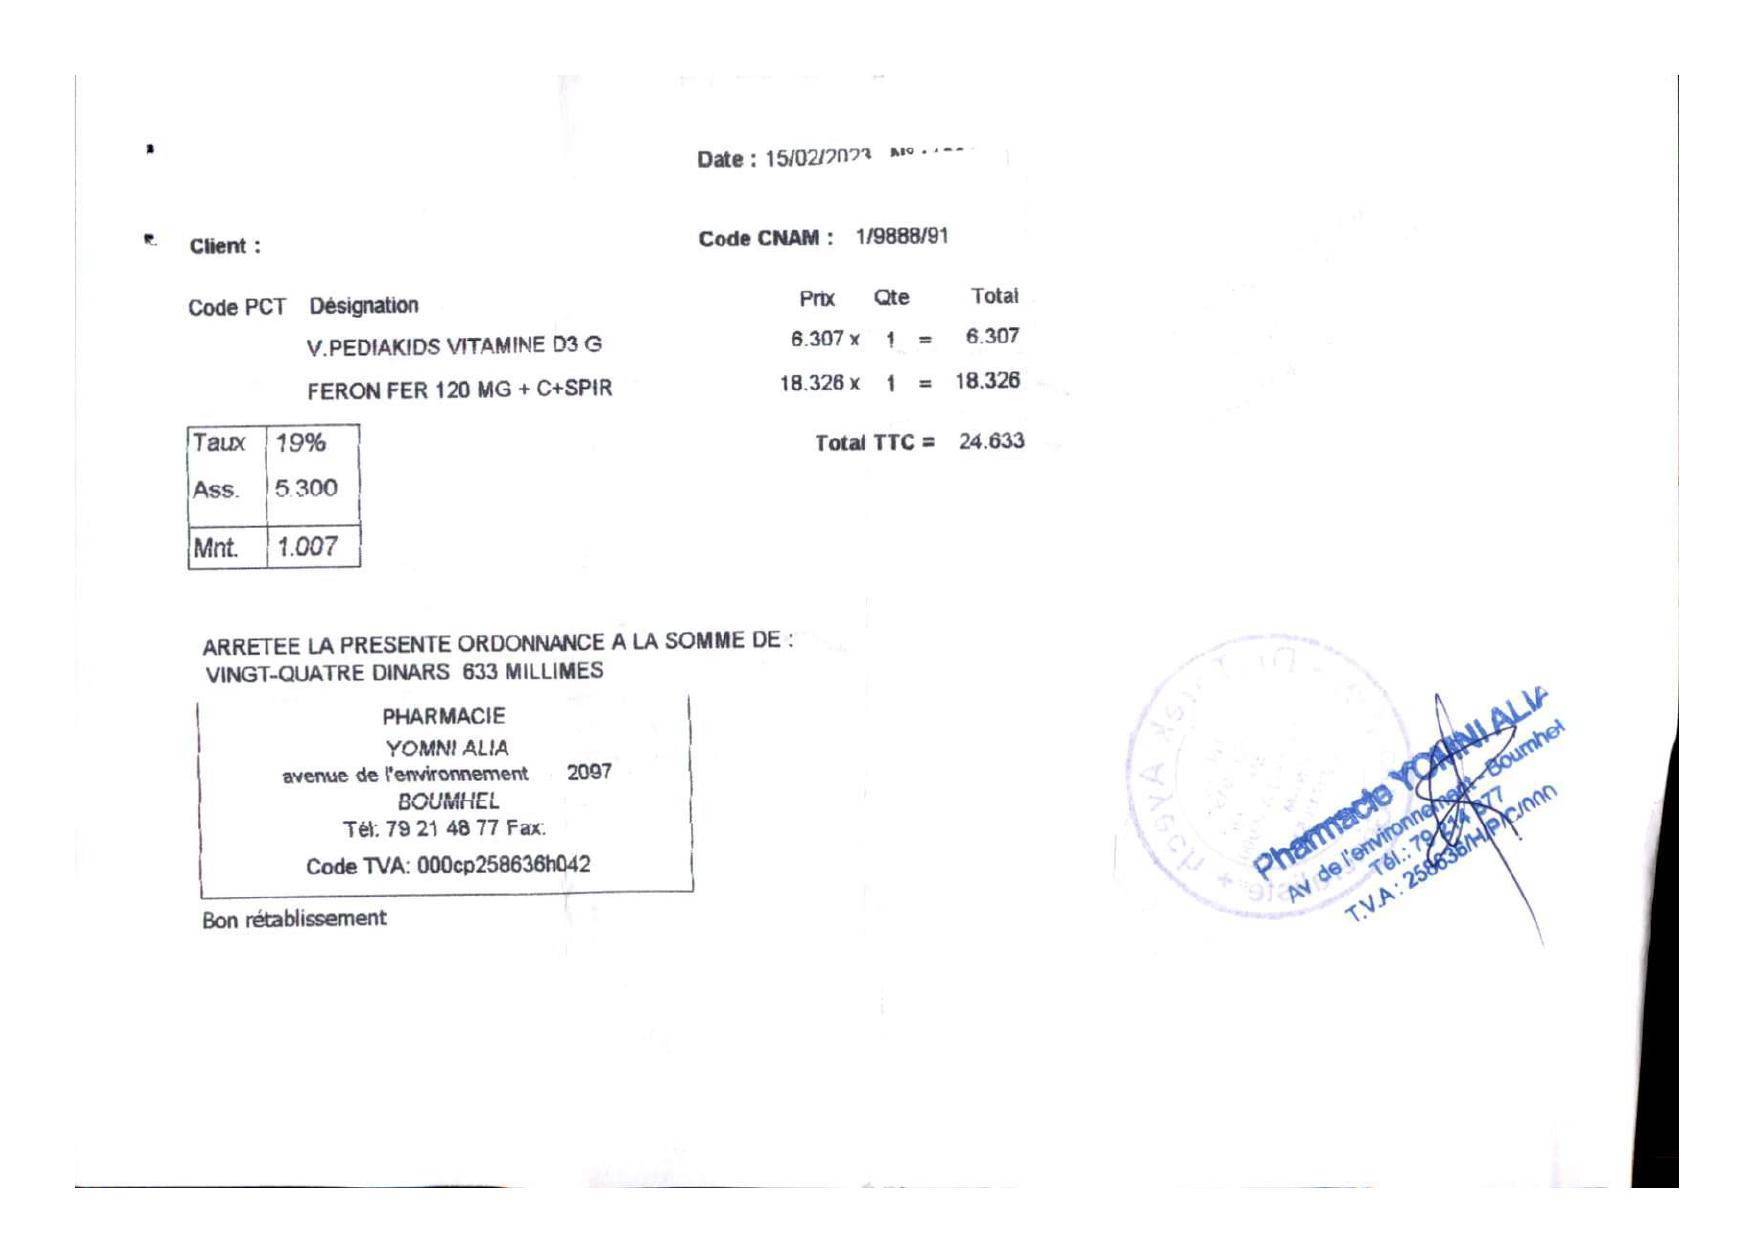 Date : 15/02/2023 N° :
Client :
Code CNAM : 1/9888/91
Code PCT Désignation Prix Qte Total
V.PEDIAKIDS VITAMINE D3 G 6.307 x 1 = 6.307
FERON FER 120 MG + C+SPIR 18.326 x 1 = 18.326
Total TTC = 24.633
Taux 19%
Ass. 5.300
Mnt. 1.007
ARRETEE LA PRESENTE ORDONNANCE A LA SOMME DE :
VINGT-QUATRE DINARS 633 MILLIMES
PHARMACIE
YOMNI ALIA
avenue de l'environnement 2097
BOUMHEL
Tél: 79 21 48 77 Fax:
Code TVA: 000cp258636h042
Bon rétablissement
Pharmacie YOMNI ALIA
Av de l'environnement - Boumhel
Tél.: 79 214 877
T.V.A : 258636/H/P/C/000